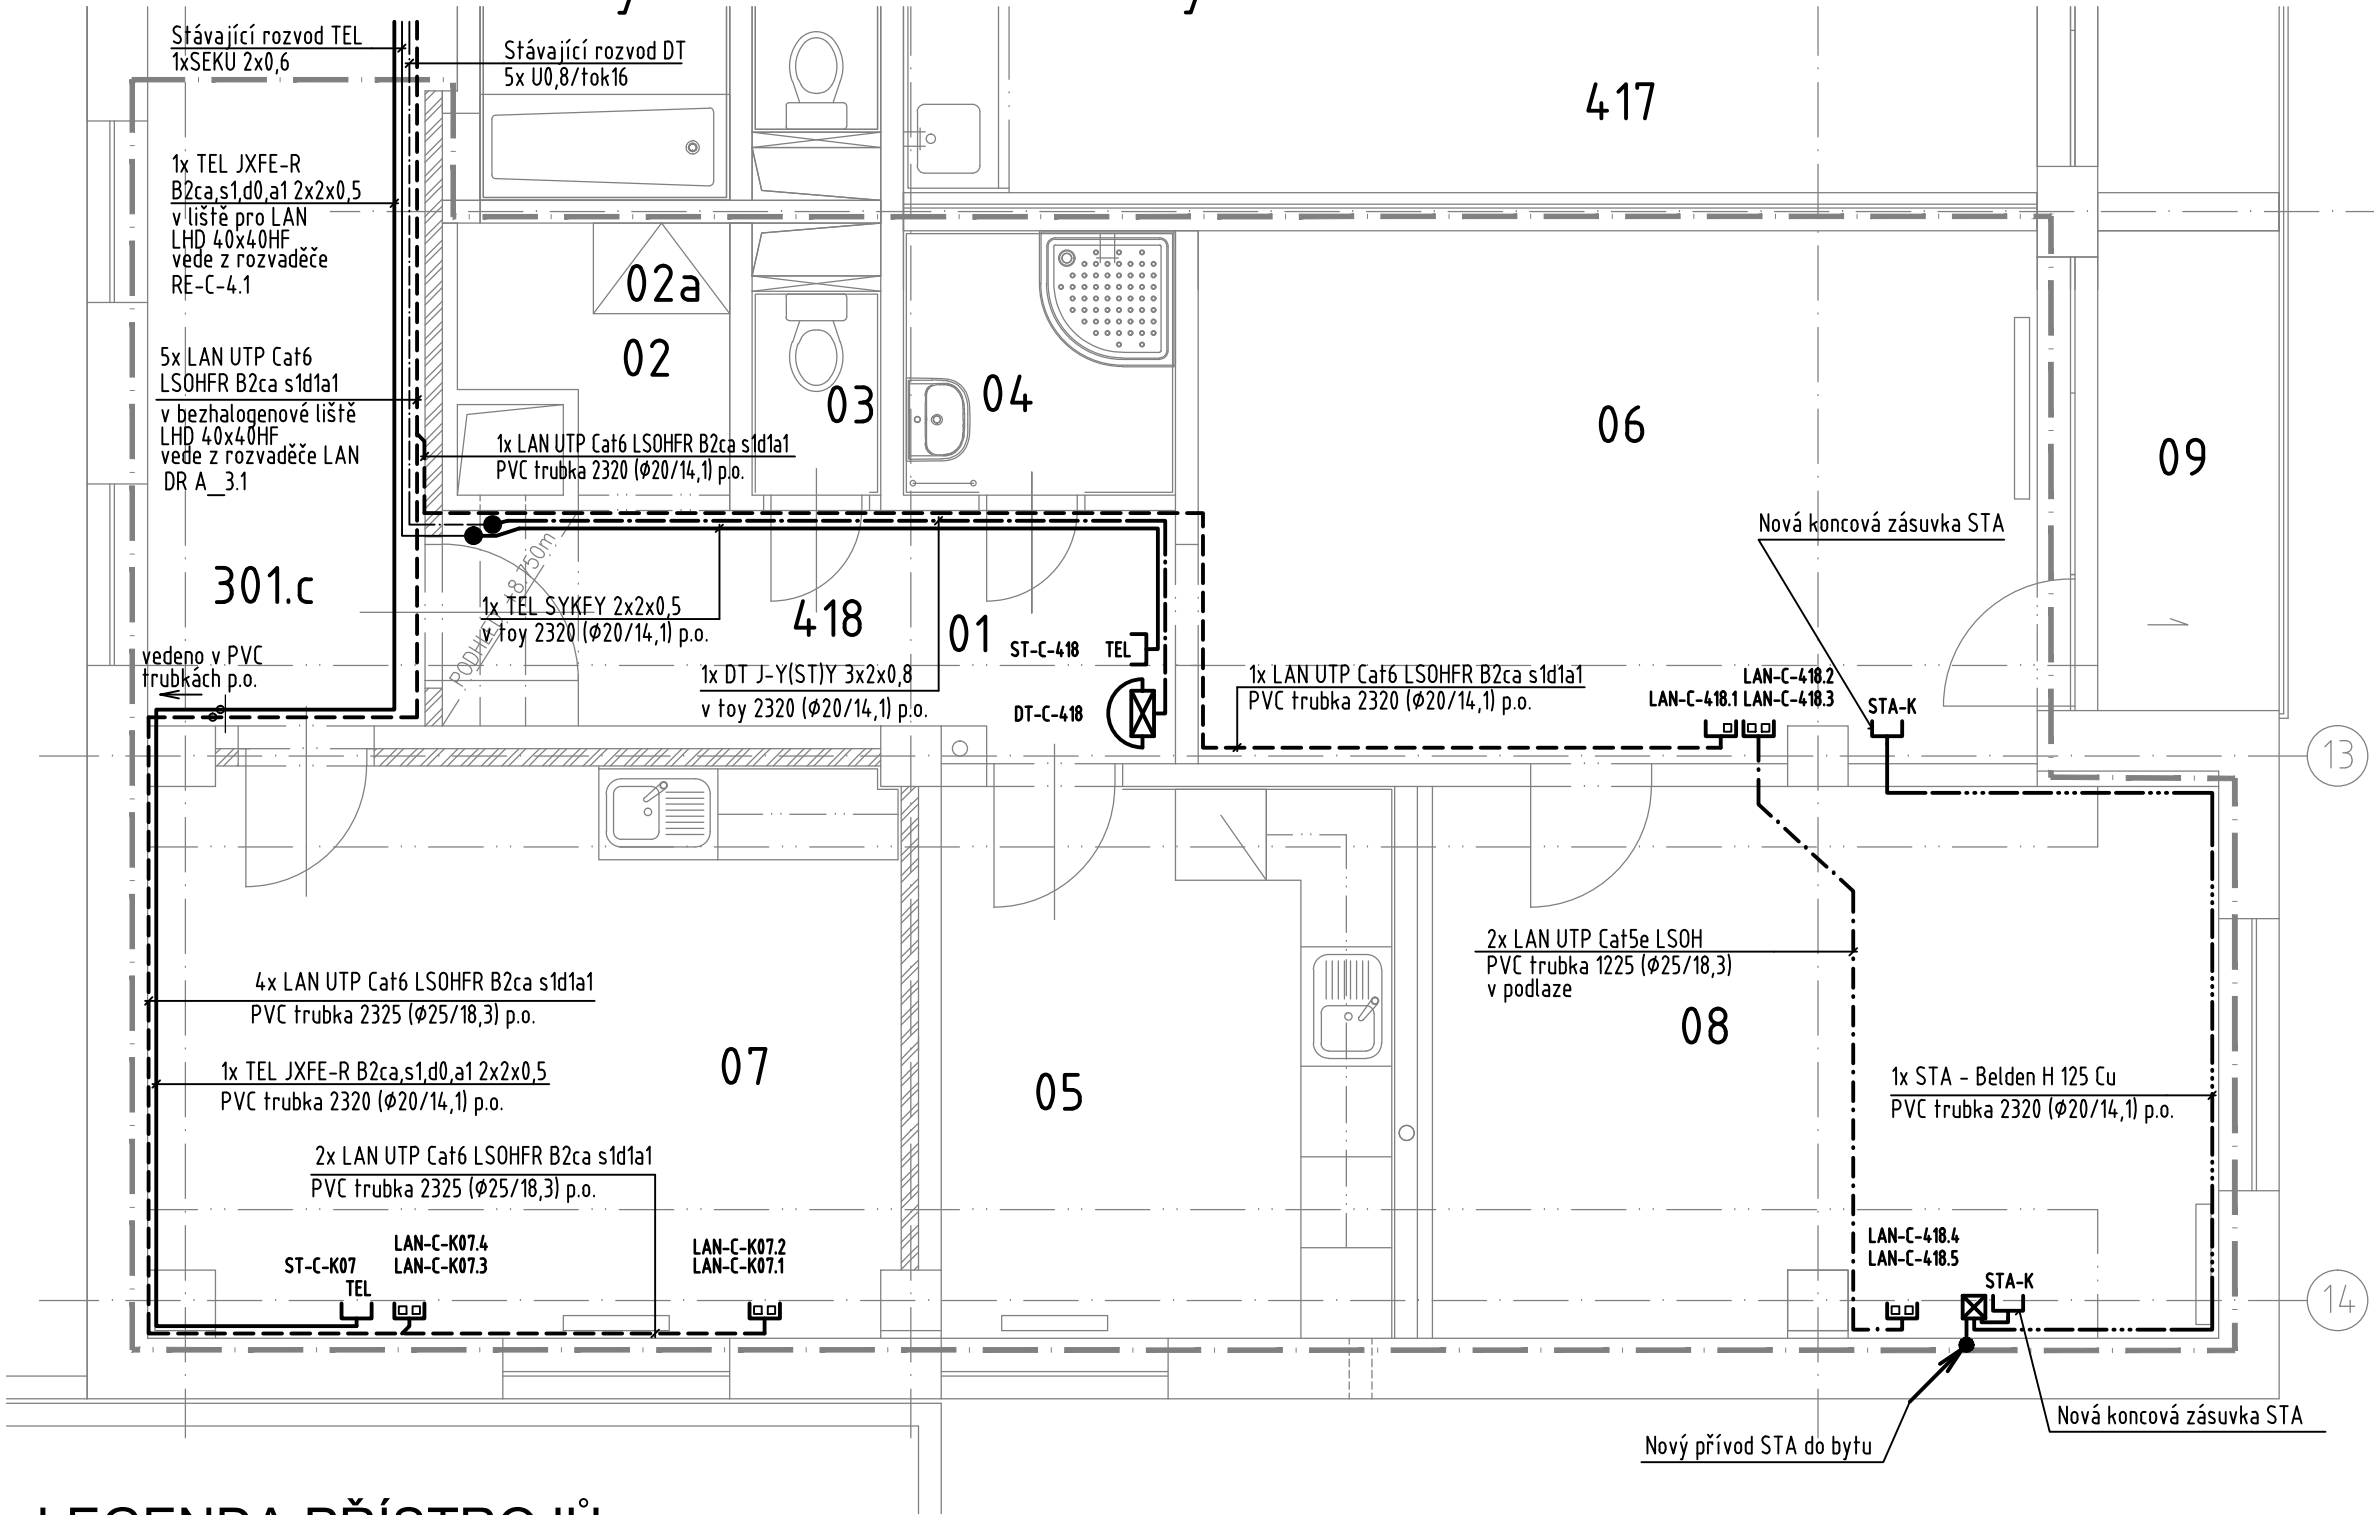 Stávající rozvod TEL
1xSEKU 2x0,6
Stávající rozvod DT
5x U0,8/tok16
417
1x TEL JXFE-R
B2ca,s1,d0,a1 2x2x0,5
v liště pro LAN
LHD 40x40HF
vede z rozvaděče
RE-C-4.1
02a
02
03
04
06
09
5x LAN UTP Cat6
LSOHFR B2ca s1d1a1
v bezhalogenové liště
LHD 40x40HF
vede z rozvaděče LAN
DR A_3.1
1x LAN UTP Cat6 LSOHFR B2ca s1d1a1
PVC trubka 2320 (ϕ20/14,1) p.o.
Nová koncová zásuvka STA
301.c
1x TEL SYKFY 2x2x0,5
v toy 2320 (ϕ20/14,1) p.o.
418
01
ST-C-418 TEL
vedeno v PVC
trubkách p.o.
1x DT J-Y(ST)Y 3x2x0,8
v toy 2320 (ϕ20/14,1) p.o.
DT-C-418
1x LAN UTP Cat6 LSOHFR B2ca s1d1a1
PVC trubka 2320 (ϕ20/14,1) p.o.
LAN-C-418.2
LAN-C-418.1 LAN-C-418.3
STA-K
13
2x LAN UTP Cat5e LSOH
PVC trubka 1225 (ϕ25/18,3)
v podlaze
4x LAN UTP Cat6 LSOHFR B2ca s1d1a1
PVC trubka 2325 (ϕ25/18,3) p.o.
07
05
08
1x TEL JXFE-R B2ca,s1,d0,a1 2x2x0,5
PVC trubka 2320 (ϕ20/14,1) p.o.
1x STA - Belden H 125 Cu
PVC trubka 2320 (ϕ20/14,1) p.o.
2x LAN UTP Cat6 LSOHFR B2ca s1d1a1
PVC trubka 2325 (ϕ25/18,3) p.o.
ST-C-K07
TEL
LAN-C-K07.4
LAN-C-K07.3
LAN-C-K07.2
LAN-C-K07.1
LAN-C-418.4
LAN-C-418.5
STA-K
14
Nová koncová zásuvka STA
Nový přívod STA do bytu
LEGENDA PŘÍSTROJŮ